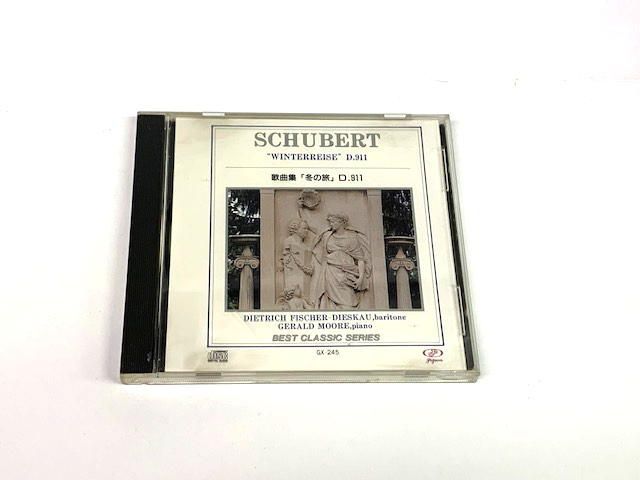 SCHUBERT
"WINTERREISE" D.911
歌曲集「冬の旅」D.911
DIETRICH FISCHER-DIESKAU,baritone
GERALD MOORE,piano
BEST CLASSIC SERIES
GX 245